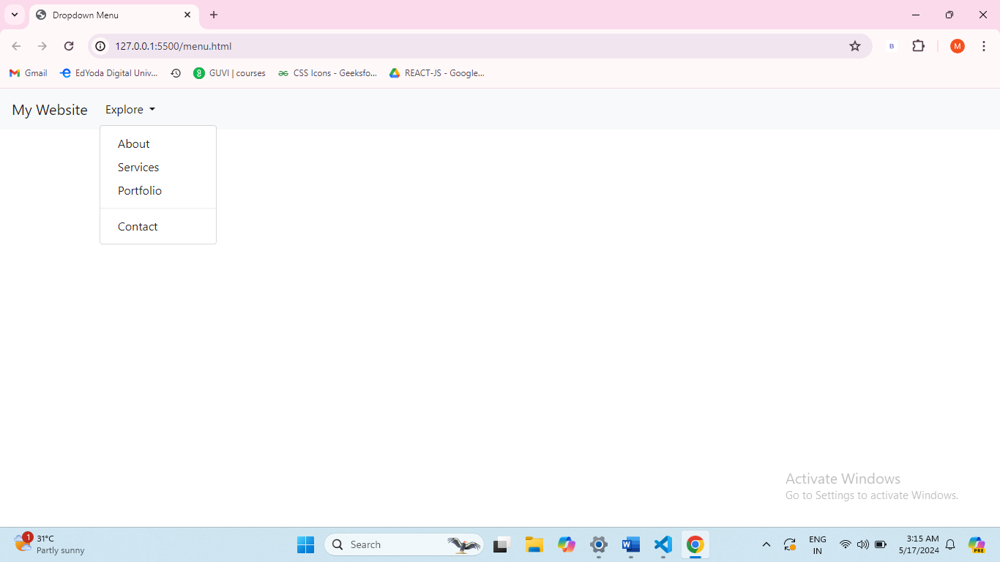 Dropdown Menu
127.0.0.1:5500/menu.html
B
M
Gmail
EdYoda Digital Univ...
GUVI | courses
CSS Icons - Geeksfo...
REACT-JS - Google...
My Website
Explore
About
Services
Portfolio
Contact
Activate Windows
Go to Settings to activate Windows.
1
31°C
Partly sunny
Search
ENG
IN
3:15 AM
5/17/2024
PRE